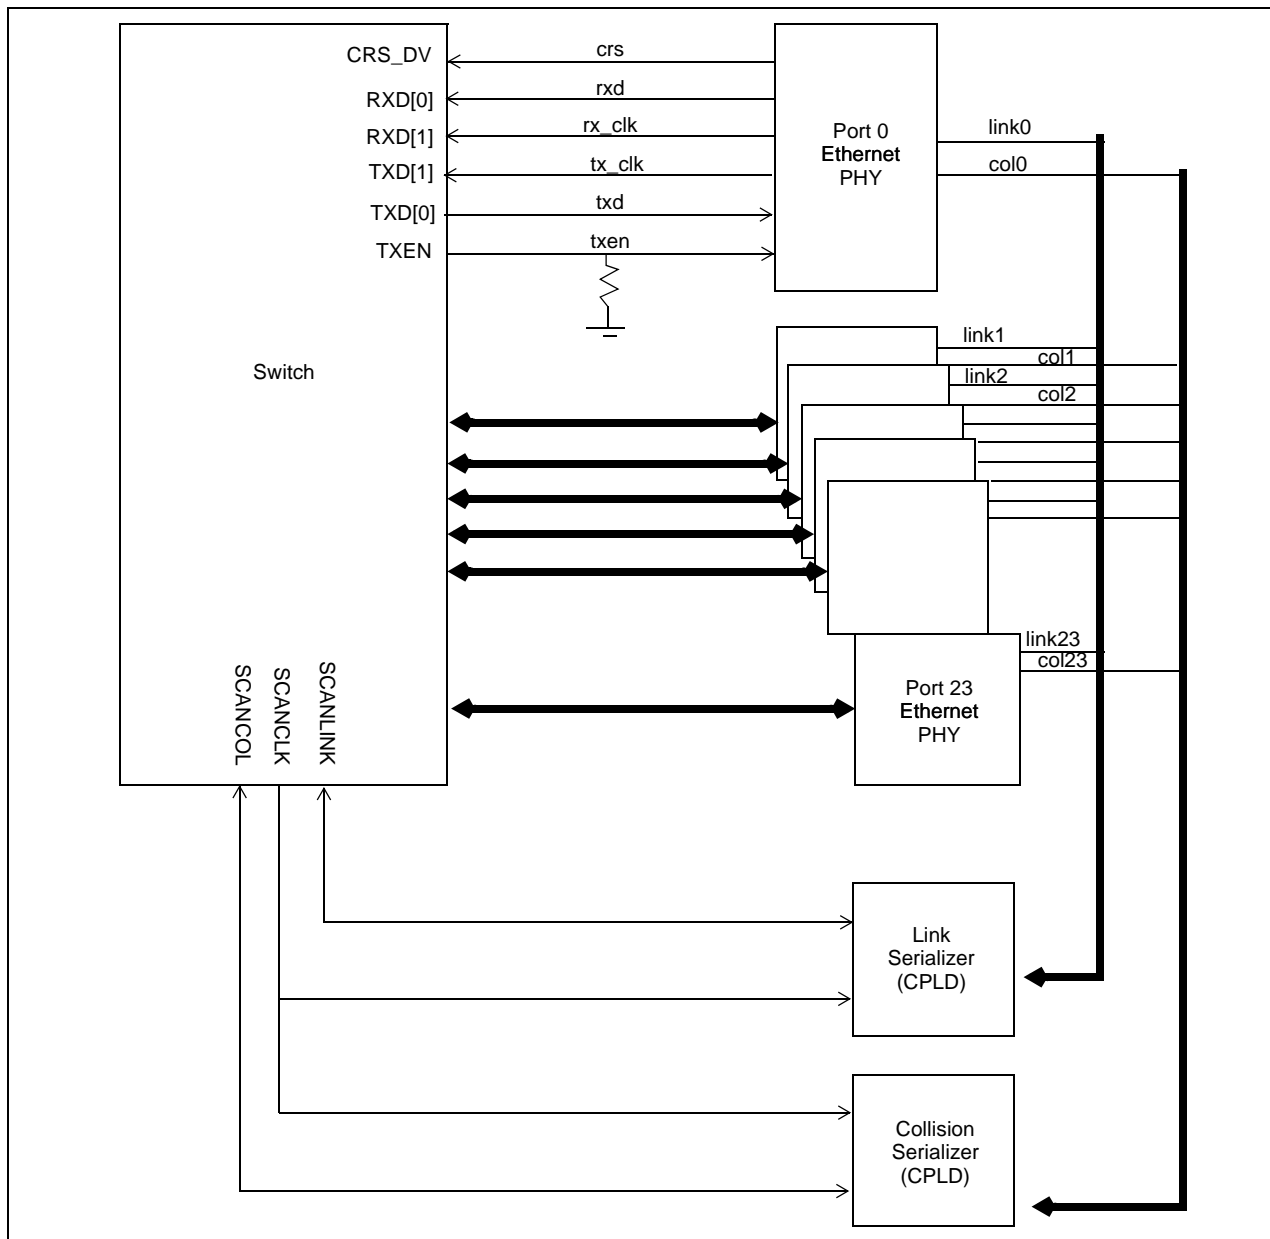 CRS_DV
crs
RXD[0]
rxd
RXD[1]
rx_clk
TXD[1]
tx_clk
TXD[0]
txd
TXEN
txen
Port 0
Ethernet
PHY
link0
col0
Switch
link1
col1
link2
col2
link23
col23
Port 23
Ethernet
PHY
SCANCOL
SCANCLK
SCANLINK
Link
Serializer
(CPLD)
Collision
Serializer
(CPLD)